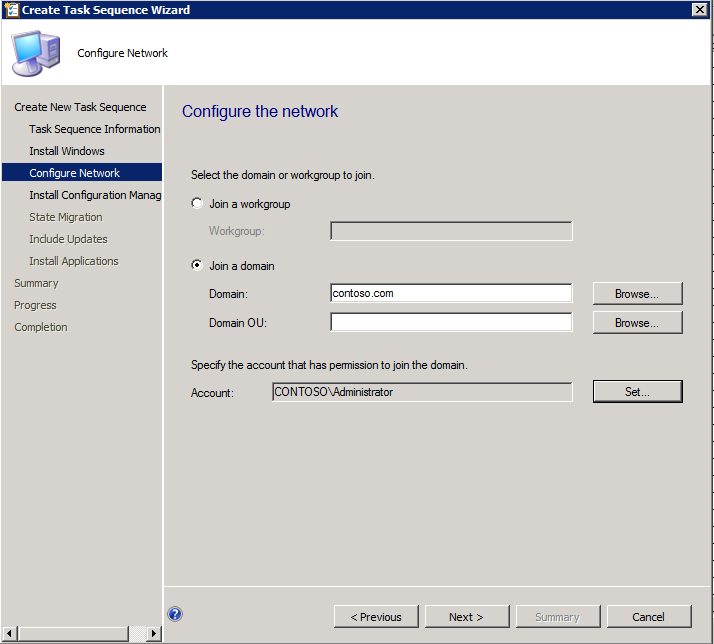 Create Task Sequence Wizard
Configure Network
Create New Task Sequence
Task Sequence Information
Install Windows
Configure Network
Install Configuration Manag
State Migration
Include Updates
Install Applications
Summary
Progress
Completion
Configure the network
Select the domain or workgroup to join.
Join a workgroup
Workgroup:
Join a domain
Domain: contoso.com Browse...
Domain OU: Browse...
Specify the account that has permission to join the domain.
Account: CONTOSO\Administrator Set...
< Previous Next > Summary Cancel